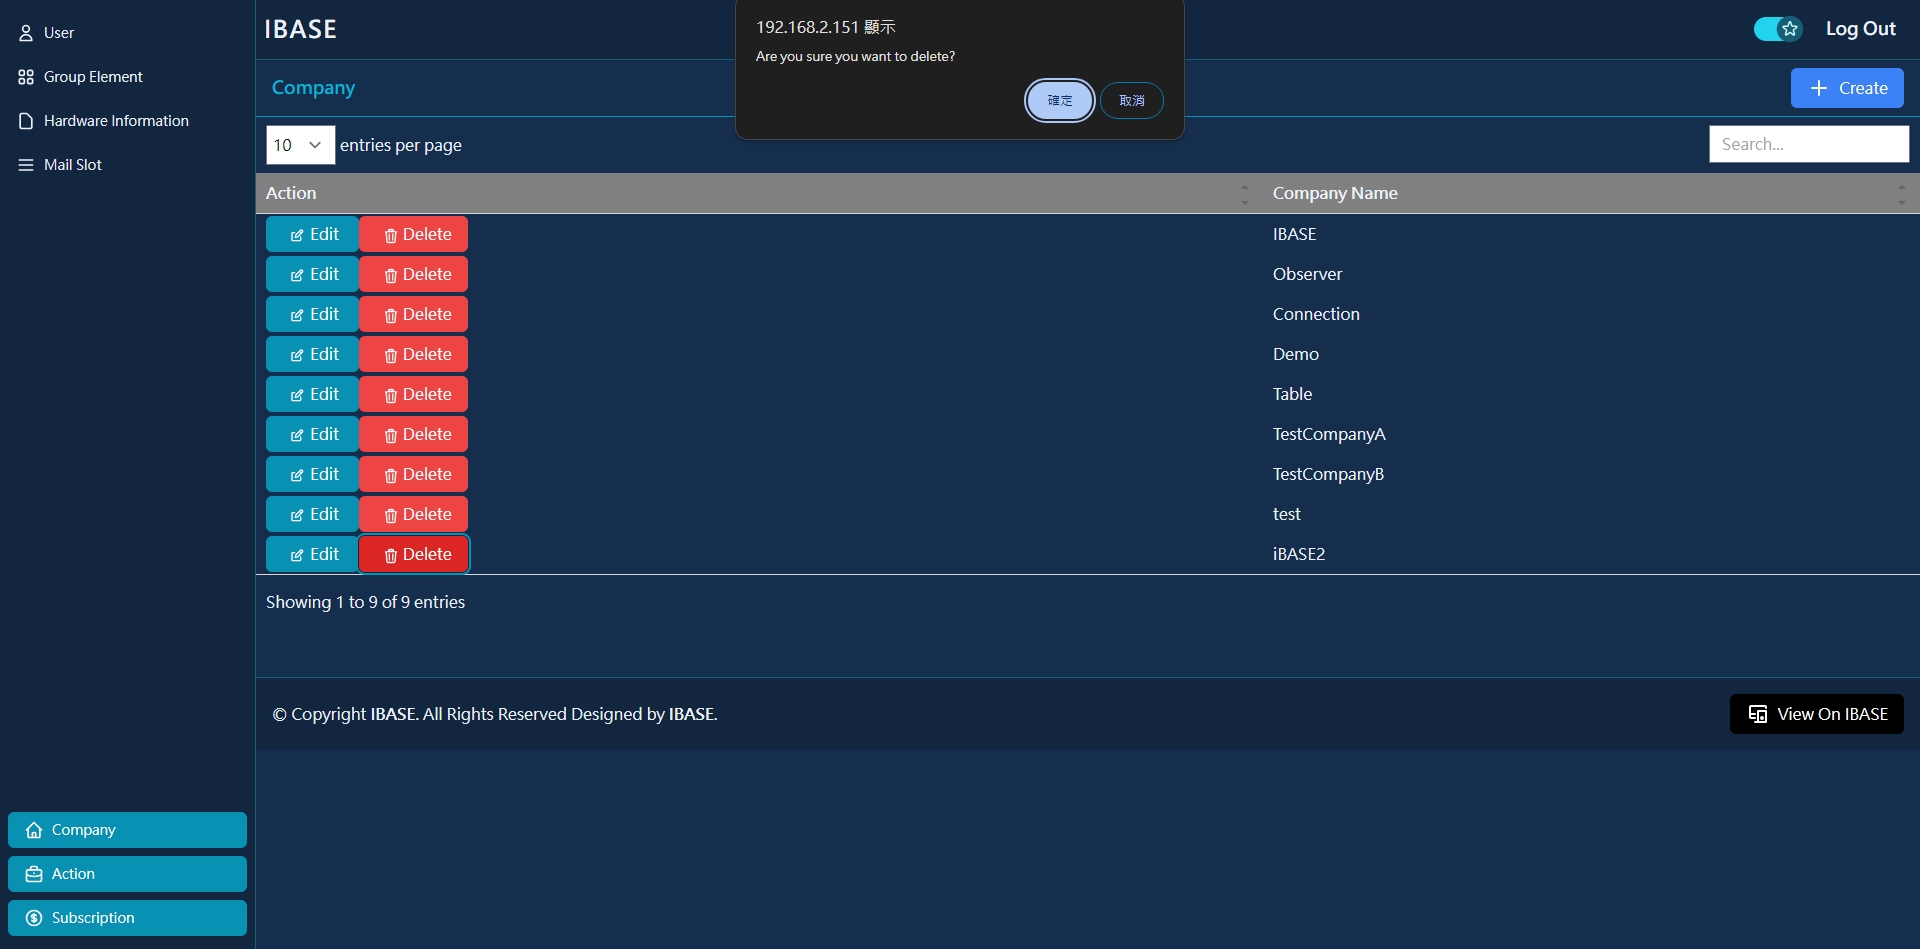 User
Group Element
Hardware Information
Mail Slot
IBASE
192.168.2.151 顯示
Are you sure you want to delete?
確定 取消
Log Out
Company
Create
10 entries per page
Search...
Action Company Name
Edit Delete IBASE
Edit Delete Observer
Edit Delete Connection
Edit Delete Demo
Edit Delete Table
Edit Delete TestCompanyA
Edit Delete TestCompanyB
Edit Delete test
Edit Delete iBASE2
Showing 1 to 9 of 9 entries
© Copyright IBASE. All Rights Reserved Designed by IBASE.
View On IBASE
Company
Action
Subscription